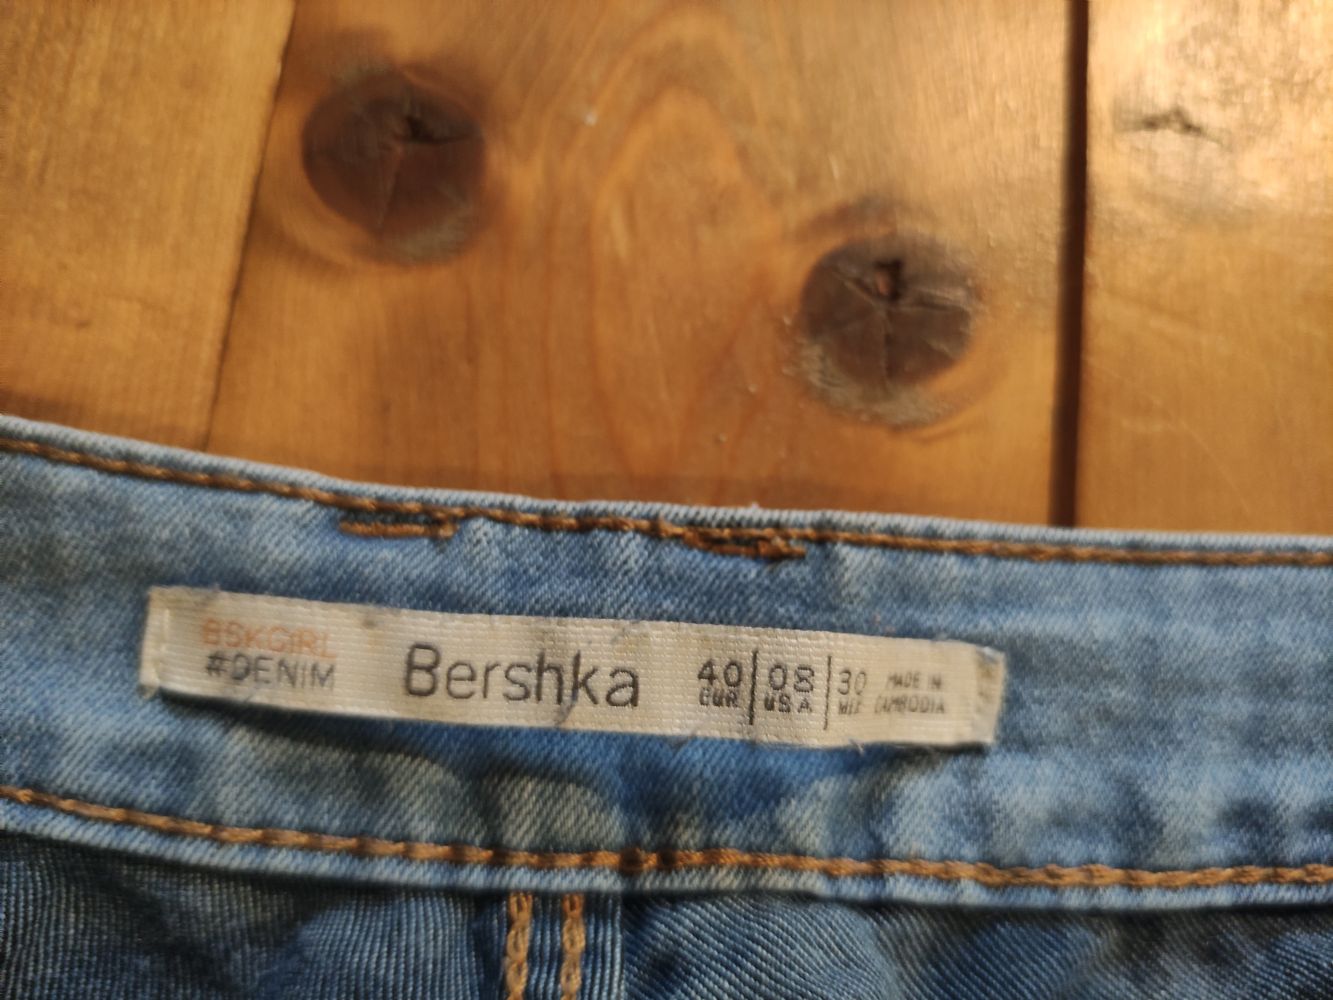 BSKGIRL
#DENIM
Bershka
40 | 08 | 30
EUR USA MEX
MADE IN
CAMBODIA